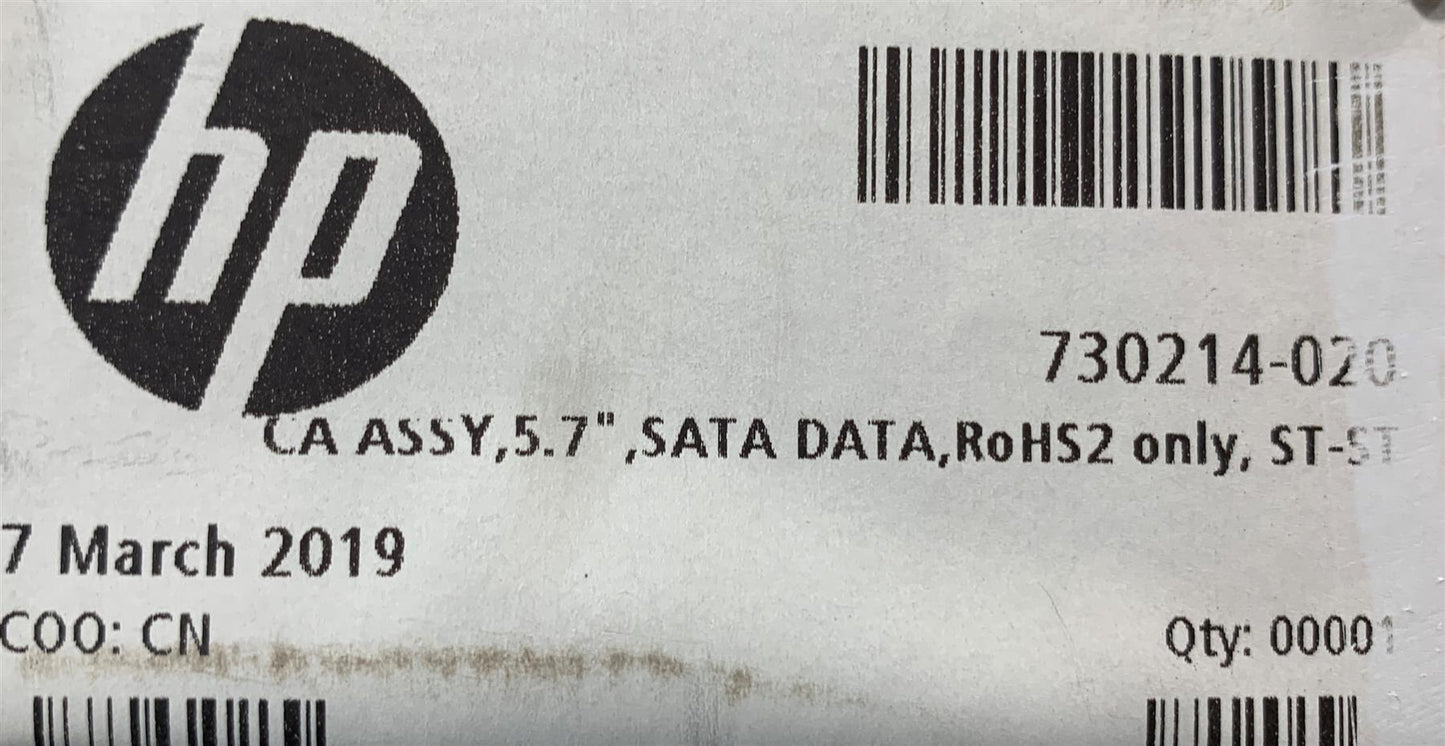 hp
730214-020
CA ASSY,5.7",SATA DATA,RoHS2 only, ST-ST
7 March 2019
COO: CN
Qty: 00001